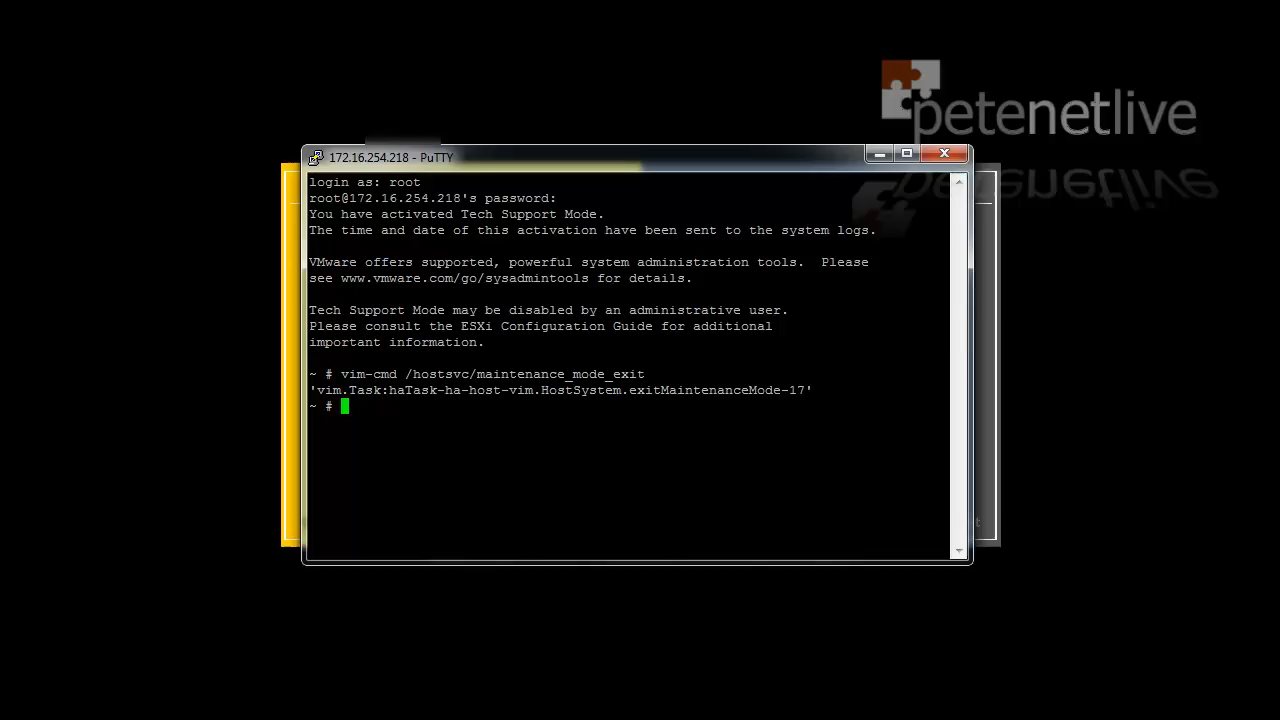 petenetlive
172.16.254.218 - PuTTY
login as: root
root@172.16.254.218's password:
You have activated Tech Support Mode.
The time and date of this activation have been sent to the system logs.
VMware offers supported, powerful system administration tools.  Please
see www.vmware.com/go/sysadmintools for details.
Tech Support Mode may be disabled by an administrative user.
Please consult the ESXi Configuration Guide for additional
important information.
~ # vim-cmd /hostsvc/maintenance_mode_exit
'vim.Task:haTask-ha-host-vim.HostSystem.exitMaintenanceMode-17'
~ #